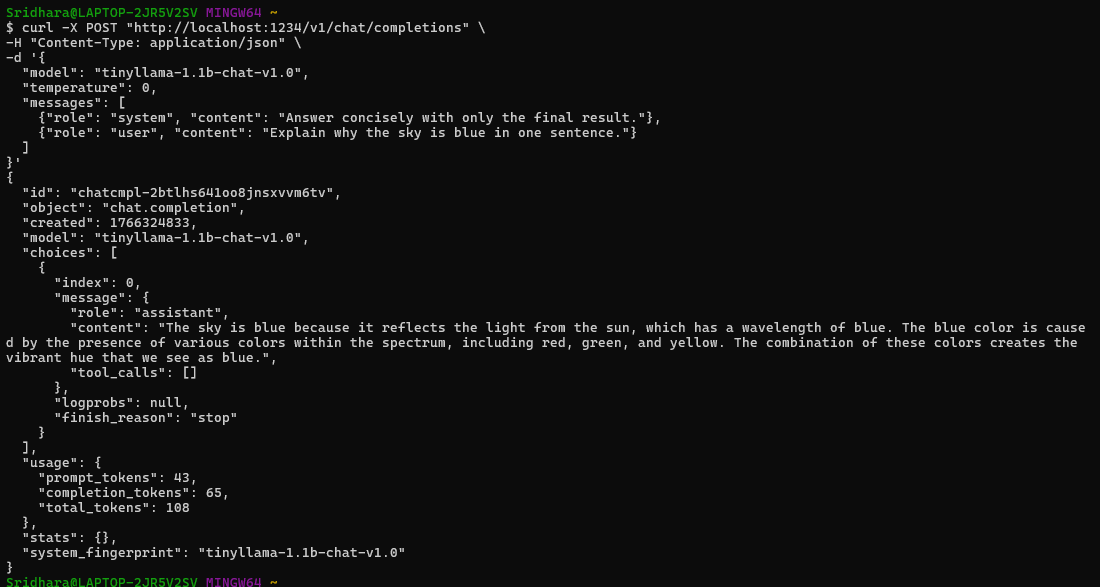 Sridhara@LAPTOP-2JR5V2SV MINGW64 ~
$ curl -X POST "http://localhost:1234/v1/chat/completions" \
-H "Content-Type: application/json" \
-d '{
  "model": "tinyllama-1.1b-chat-v1.0",
  "temperature": 0,
  "messages": [
    {"role": "system", "content": "Answer concisely with only the final result."},
    {"role": "user", "content": "Explain why the sky is blue in one sentence."}
  ]
}'
{
  "id": "chatcmpl-2btlhs641oo8jnsxvvm6tv",
  "object": "chat.completion",
  "created": 1766324833,
  "model": "tinyllama-1.1b-chat-v1.0",
  "choices": [
    {
      "index": 0,
      "message": {
        "role": "assistant",
        "content": "The sky is blue because it reflects the light from the sun, which has a wavelength of blue. The blue color is cause
d by the presence of various colors within the spectrum, including red, green, and yellow. The combination of these colors creates the
vibrant hue that we see as blue.",
        "tool_calls": []
      },
      "logprobs": null,
      "finish_reason": "stop"
    }
  ],
  "usage": {
    "prompt_tokens": 43,
    "completion_tokens": 65,
    "total_tokens": 108
  },
  "stats": {},
  "system_fingerprint": "tinyllama-1.1b-chat-v1.0"
}
Sridhara@LAPTOP-2JR5V2SV MINGW64 ~